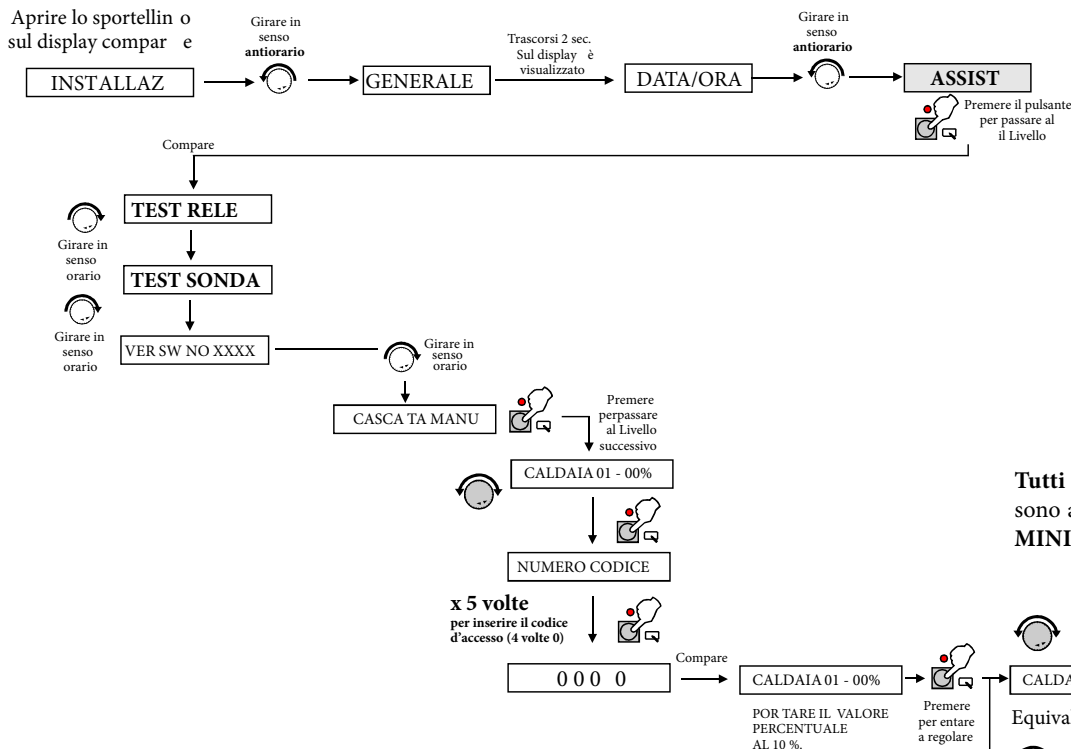 Aprire lo sportellin o
sul display compar e
INSTALLAZ
Girare in
senso
antiorario
GENERALE
Trascorsi 2 sec.
Sul display è
visualizzato
DATA/ORA
Girare in
senso
antiorario
ASSIST
Premere il pulsante
per passare al
il Livello
Compare
TEST RELE
Girare in
senso
orario
TEST SONDA
Girare in
senso
orario
VER SW NO XXXX
Girare in
senso
orario
CASCA TA MANU
Premere
perpassare
al Livello
successivo
CALDAIA 01 - 00%
Tutti
sono a
MINI
NUMERO CODICE
x 5 volte
per inserire il codice
d'accesso (4 volte 0)
0 0 0 0
Compare
CALDAIA 01 - 00%
POR TARE IL VALORE
PERCENTUALE
AL 10 %.
Premere
per entare
a regolare
CALDA
Equival